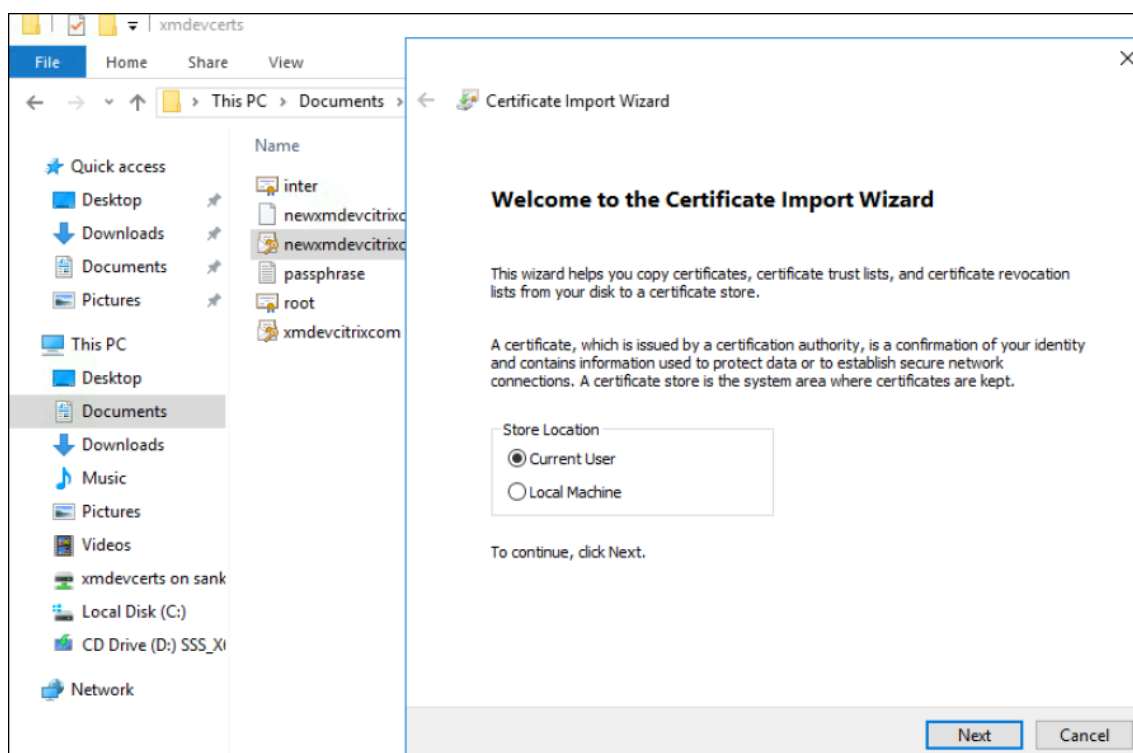 xmdevcerts
File Home Share View
This PC > Documents >
Quick access
Desktop
Downloads
Documents
Pictures
This PC
Desktop
Documents
Downloads
Music
Pictures
Videos
xmdevcerts on sank
Local Disk (C:)
CD Drive (D:) SSS_X
Network
Name
inter
newxmdevcitrixc
newxmdevcitrixc
passphrase
root
xmdevcitrixcom
Certificate Import Wizard
Welcome to the Certificate Import Wizard
This wizard helps you copy certificates, certificate trust lists, and certificate revocation
lists from your disk to a certificate store.
A certificate, which is issued by a certification authority, is a confirmation of your identity
and contains information used to protect data or to establish secure network
connections. A certificate store is the system area where certificates are kept.
Store Location
Current User
Local Machine
To continue, click Next.
Next Cancel